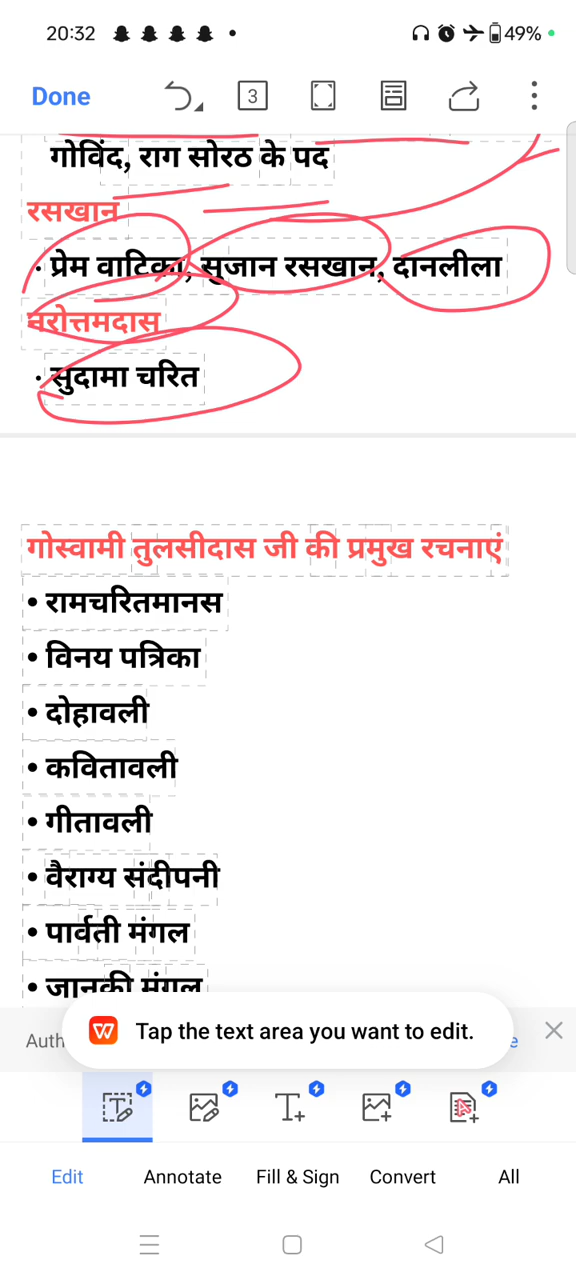 20:32
49%
Done
3
गोविंद, राग सोरठ के पद
रसखान
· प्रेम वाटिका, सुजान रसखान, दानलीला
नरोत्तमदास
· सुदामा चरित
गोस्वामी तुलसीदास जी की प्रमुख रचनाएं
• रामचरितमानस
• विनय पत्रिका
• दोहावली
• कवितावली
• गीतावली
• वैराग्य संदीपनी
• पार्वती मंगल
• जानकी मंगल
Auth
Tap the text area you want to edit.
e
Edit
Annotate
Fill & Sign
Convert
All